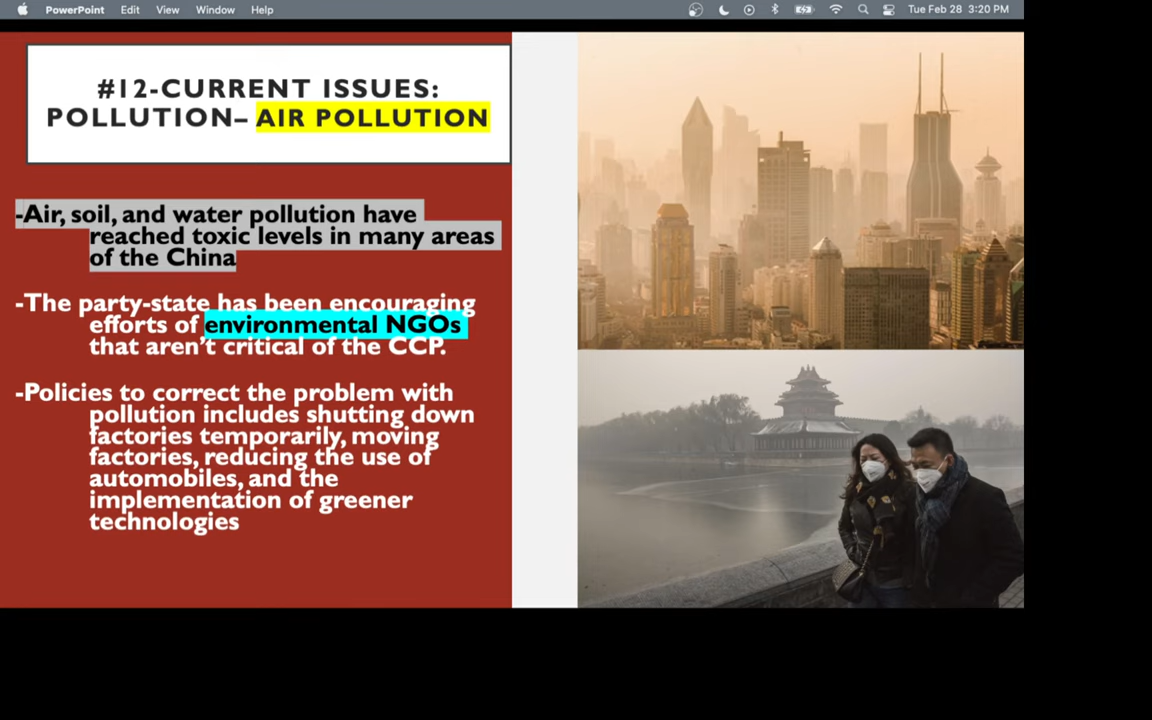 PowerPoint Edit View Window Help Tue Feb 28 3:20 PM
#12-CURRENT ISSUES:
POLLUTION– AIR POLLUTION
-Air, soil, and water pollution have
reached toxic levels in many areas
of the China
-The party-state has been encouraging
efforts of environmental NGOs
that aren't critical of the CCP.
-Policies to correct the problem with
pollution includes shutting down
factories temporarily, moving
factories, reducing the use of
automobiles, and the
implementation of greener
technologies